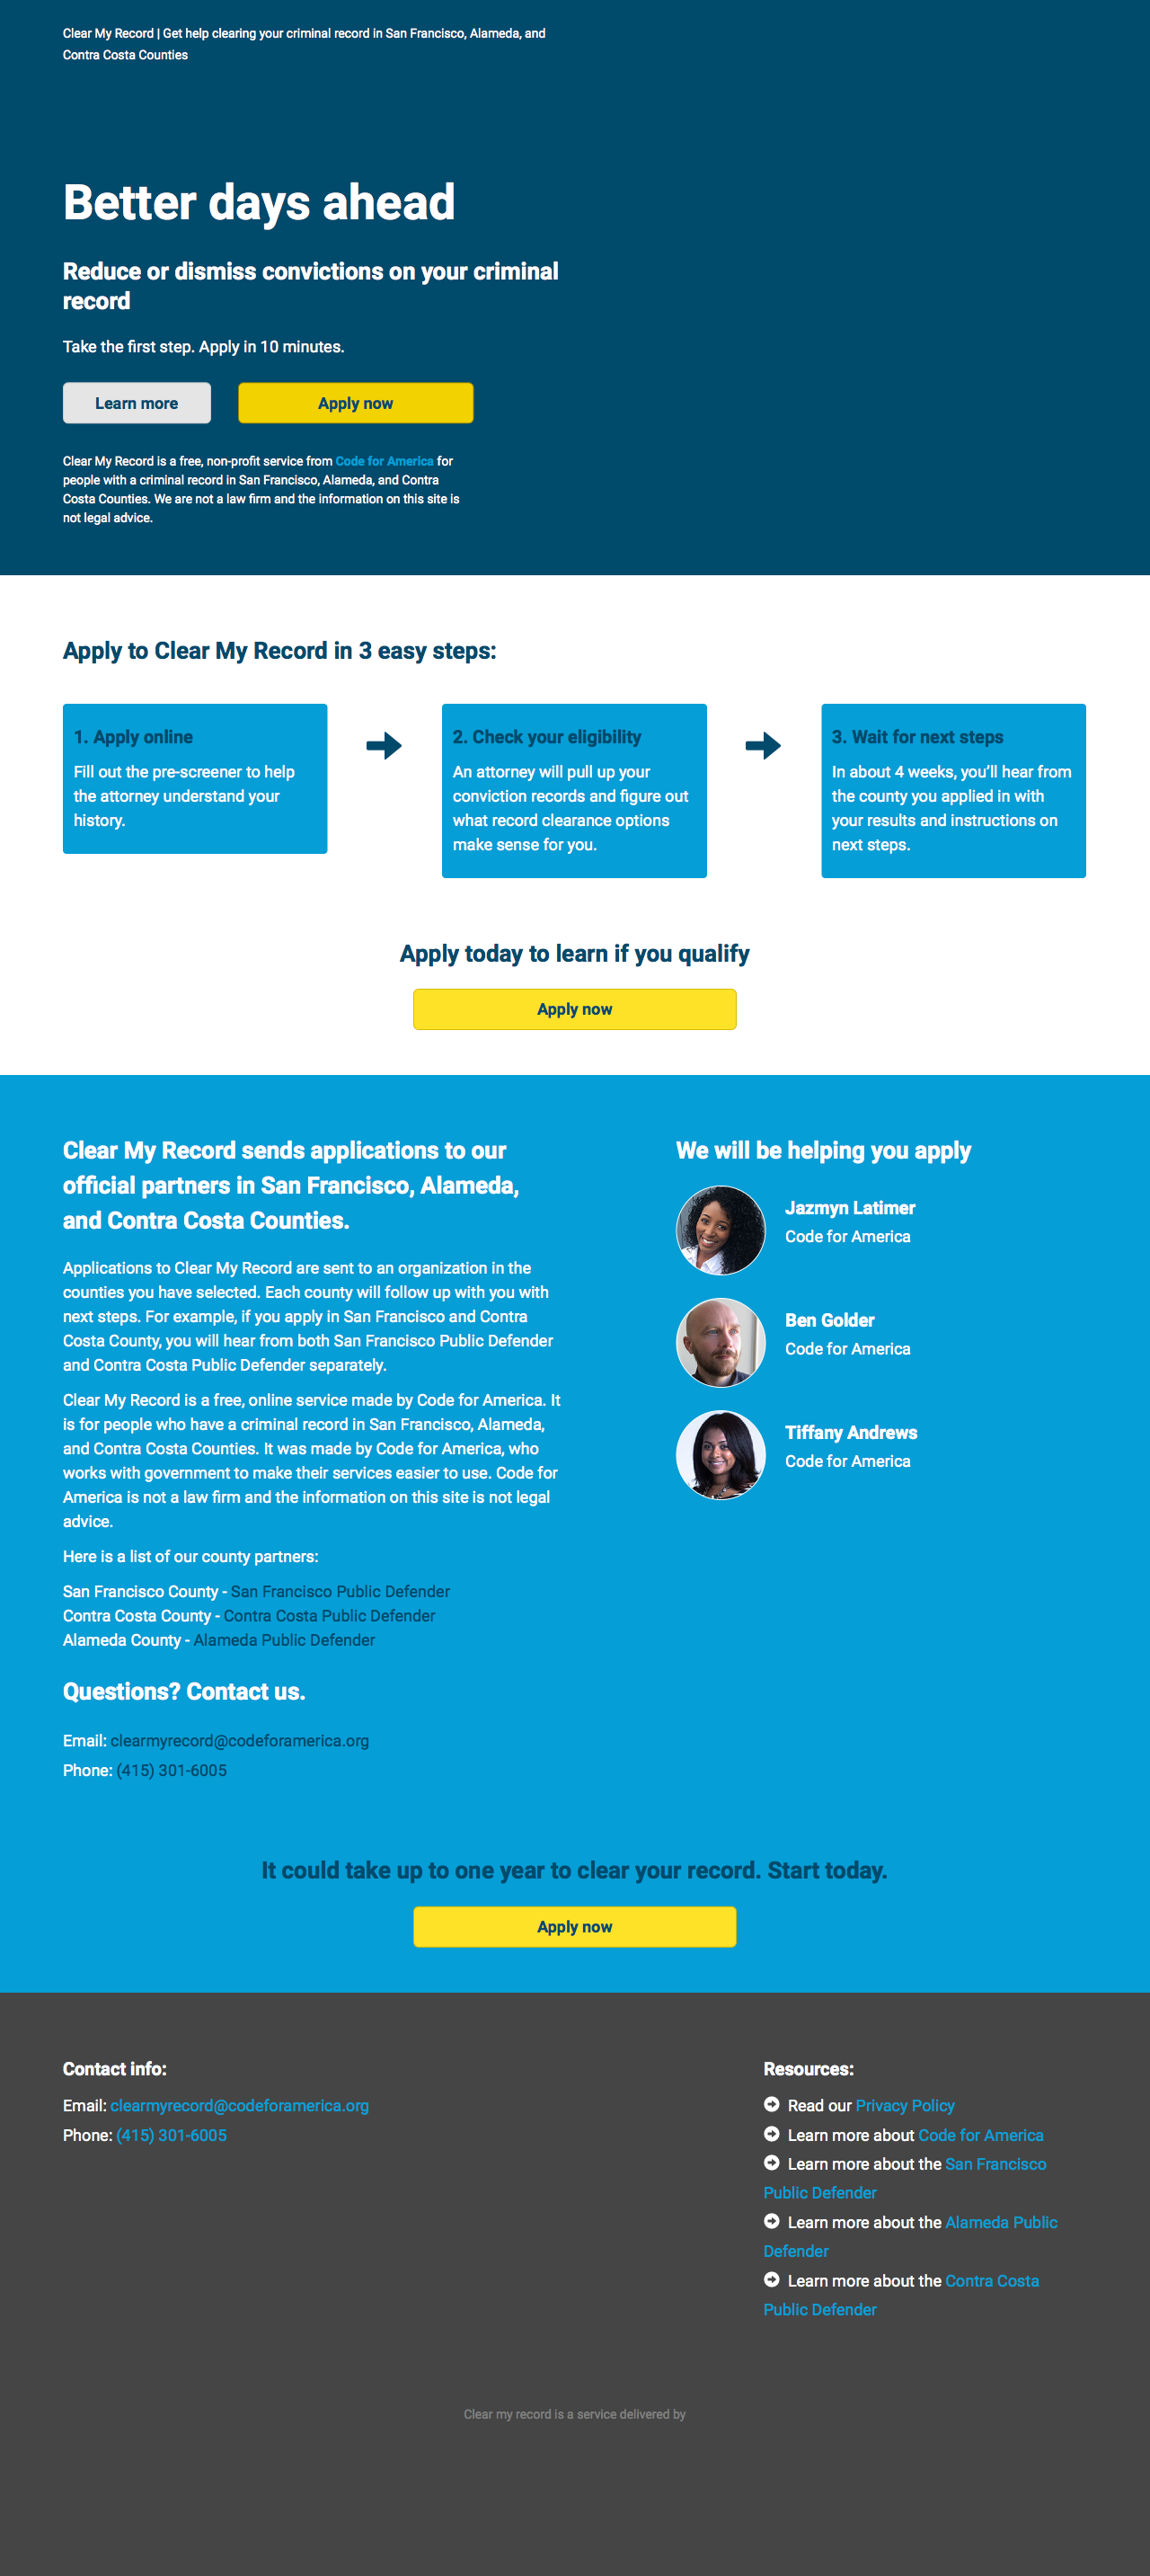 Clear My Record | Get help clearing your criminal record in San Francisco, Alameda, and
Contra Costa Counties
Better days ahead
Reduce or dismiss convictions on your criminal
record
Take the first step. Apply in 10 minutes.
Learn more
Apply now
Clear My Record is a free, non-profit service from Code for America for
people with a criminal record in San Francisco, Alameda, and Contra
Costa Counties. We are not a law firm and the information on this site is
not legal advice.
Apply to Clear My Record in 3 easy steps:
1. Apply online
Fill out the pre-screener to help
the attorney understand your
history.
2. Check your eligibility
An attorney will pull up your
conviction records and figure out
what record clearance options
make sense for you.
3. Wait for next steps
In about 4 weeks, you’ll hear from
the county you applied in with
your results and instructions on
next steps.
Apply today to learn if you qualify
Apply now
Clear My Record sends applications to our
official partners in San Francisco, Alameda,
and Contra Costa Counties.
Applications to Clear My Record are sent to an organization in the
counties you have selected. Each county will follow up with you with
next steps. For example, if you apply in San Francisco and Contra
Costa County, you will hear from both San Francisco Public Defender
and Contra Costa Public Defender separately.
Clear My Record is a free, online service made by Code for America. It
is for people who have a criminal record in San Francisco, Alameda,
and Contra Costa Counties. It was made by Code for America, who
works with government to make their services easier to use. Code for
America is not a law firm and the information on this site is not legal
advice.
Here is a list of our county partners:
San Francisco County - San Francisco Public Defender
Contra Costa County - Contra Costa Public Defender
Alameda County - Alameda Public Defender
Questions? Contact us.
Email: clearmyrecord@codeforamerica.org
Phone: (415) 301-6005
We will be helping you apply
Jazmyn Latimer
Code for America
Ben Golder
Code for America
Tiffany Andrews
Code for America
It could take up to one year to clear your record. Start today.
Apply now
Contact info:
Email: clearmyrecord@codeforamerica.org
Phone: (415) 301-6005
Resources:
Read our Privacy Policy
Learn more about Code for America
Learn more about the San Francisco
Public Defender
Learn more about the Alameda Public
Defender
Learn more about the Contra Costa
Public Defender
Clear my record is a service delivered by